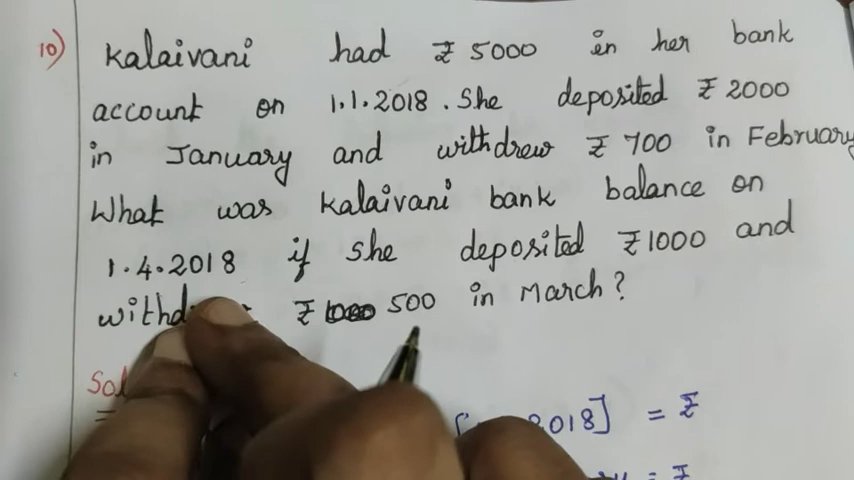 10) Kalaivani had ₹ 5000 in her bank
account on 1.1.2018. She deposited ₹ 2000
in January and withdrew ₹ 700 in February
What was Kalaivani bank balance on
1.4.2018 if she deposited ₹1000 and
₹ 500 in March?
2018] = ₹
= ₹